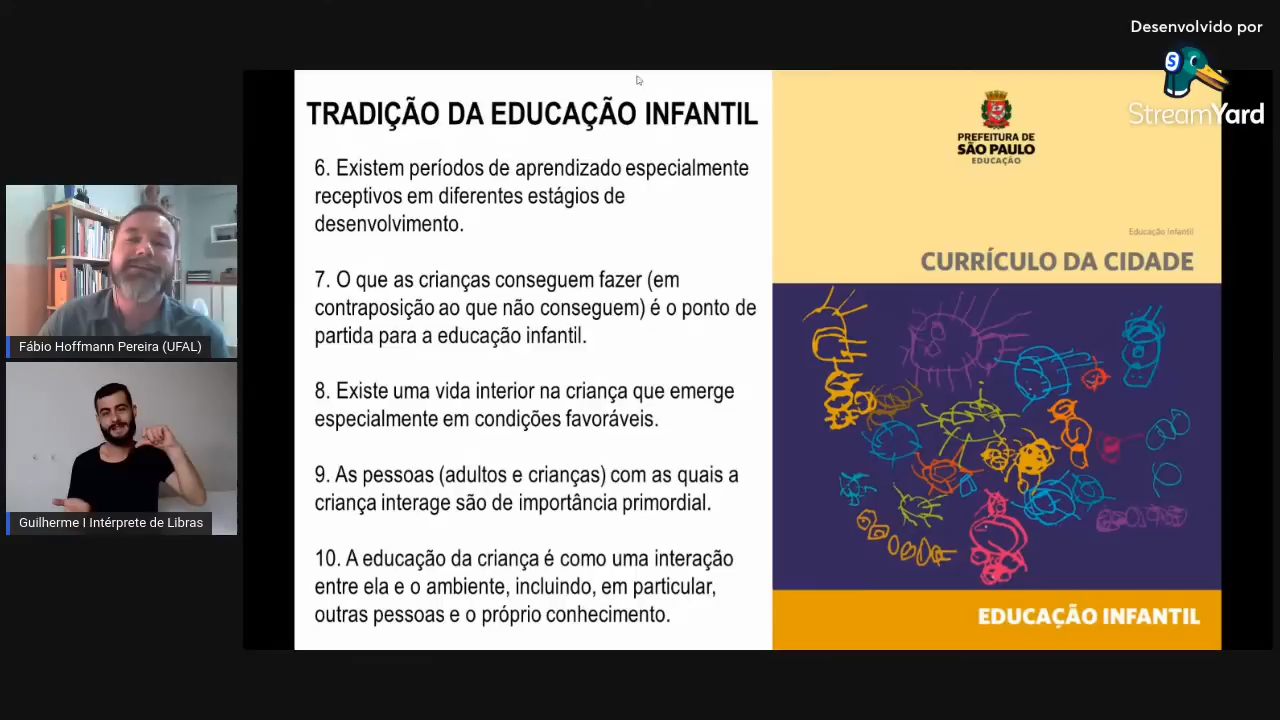 Desenvolvido por
StreamYard
TRADIÇÃO DA EDUCAÇÃO INFANTIL
6. Existem períodos de aprendizado especialmente
receptivos em diferentes estágios de
desenvolvimento.
7. O que as crianças conseguem fazer (em
contraposição ao que não conseguem) é o ponto de
partida para a educação infantil.
8. Existe uma vida interior na criança que emerge
especialmente em condições favoráveis.
9. As pessoas (adultos e crianças) com as quais a
criança interage são de importância primordial.
10. A educação da criança é como uma interação
entre ela e o ambiente, incluindo, em particular,
outras pessoas e o próprio conhecimento.
PREFEITURA DE
SÃO PAULO
EDUCAÇÃO
Educação Infantil
CURRÍCULO DA CIDADE
EDUCAÇÃO INFANTIL
Fábio Hoffmann Pereira (UFAL)
Guilherme I Intérprete de Libras